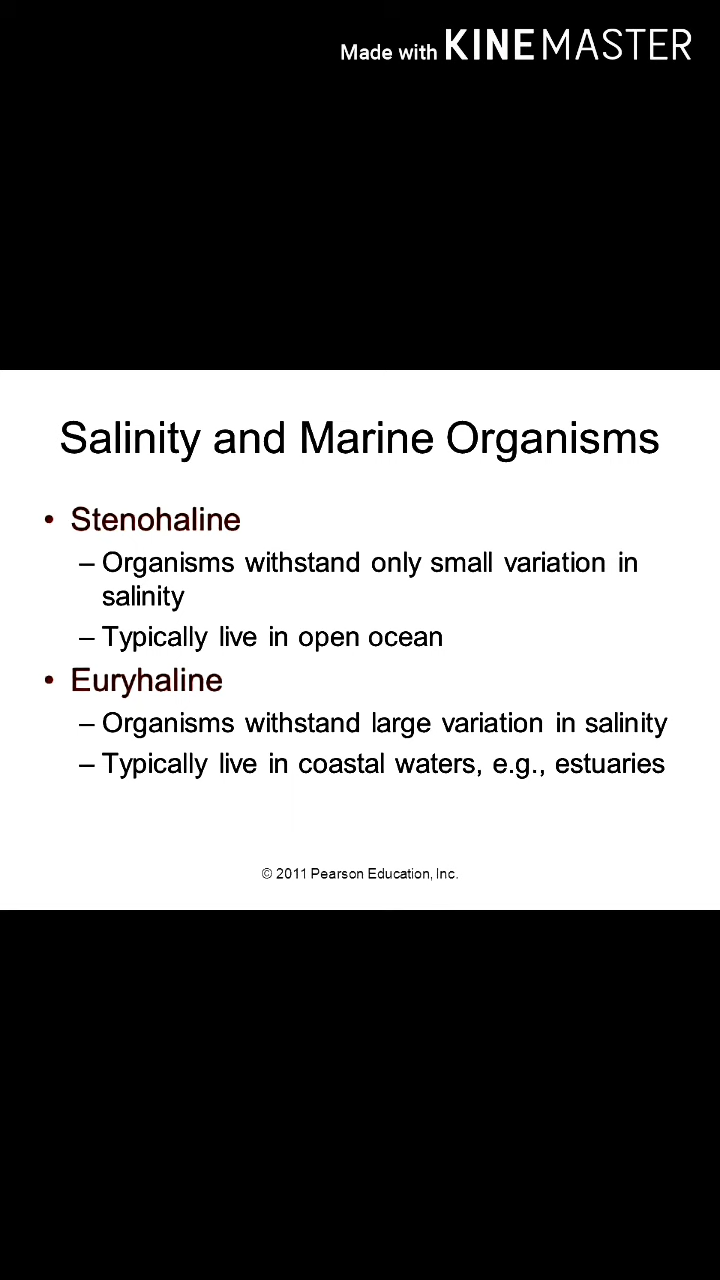 Made with KINEMASTER
Salinity and Marine Organisms
• Stenohaline
– Organisms withstand only small variation in
salinity
– Typically live in open ocean
• Euryhaline
– Organisms withstand large variation in salinity
– Typically live in coastal waters, e.g., estuaries
© 2011 Pearson Education, Inc.